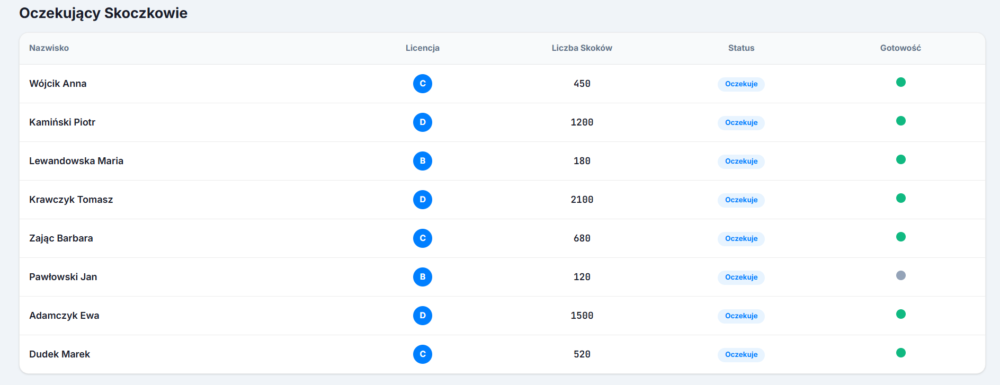 Oczekujący Skoczkowie
Nazwisko Licencja Liczba Skoków Status Gotowość
Wójcik Anna C 450 Oczekuje
Kamiński Piotr D 1200 Oczekuje
Lewandowska Maria B 180 Oczekuje
Krawczyk Tomasz D 2100 Oczekuje
Zając Barbara C 680 Oczekuje
Pawłowski Jan B 120 Oczekuje
Adamczyk Ewa D 1500 Oczekuje
Dudek Marek C 520 Oczekuje